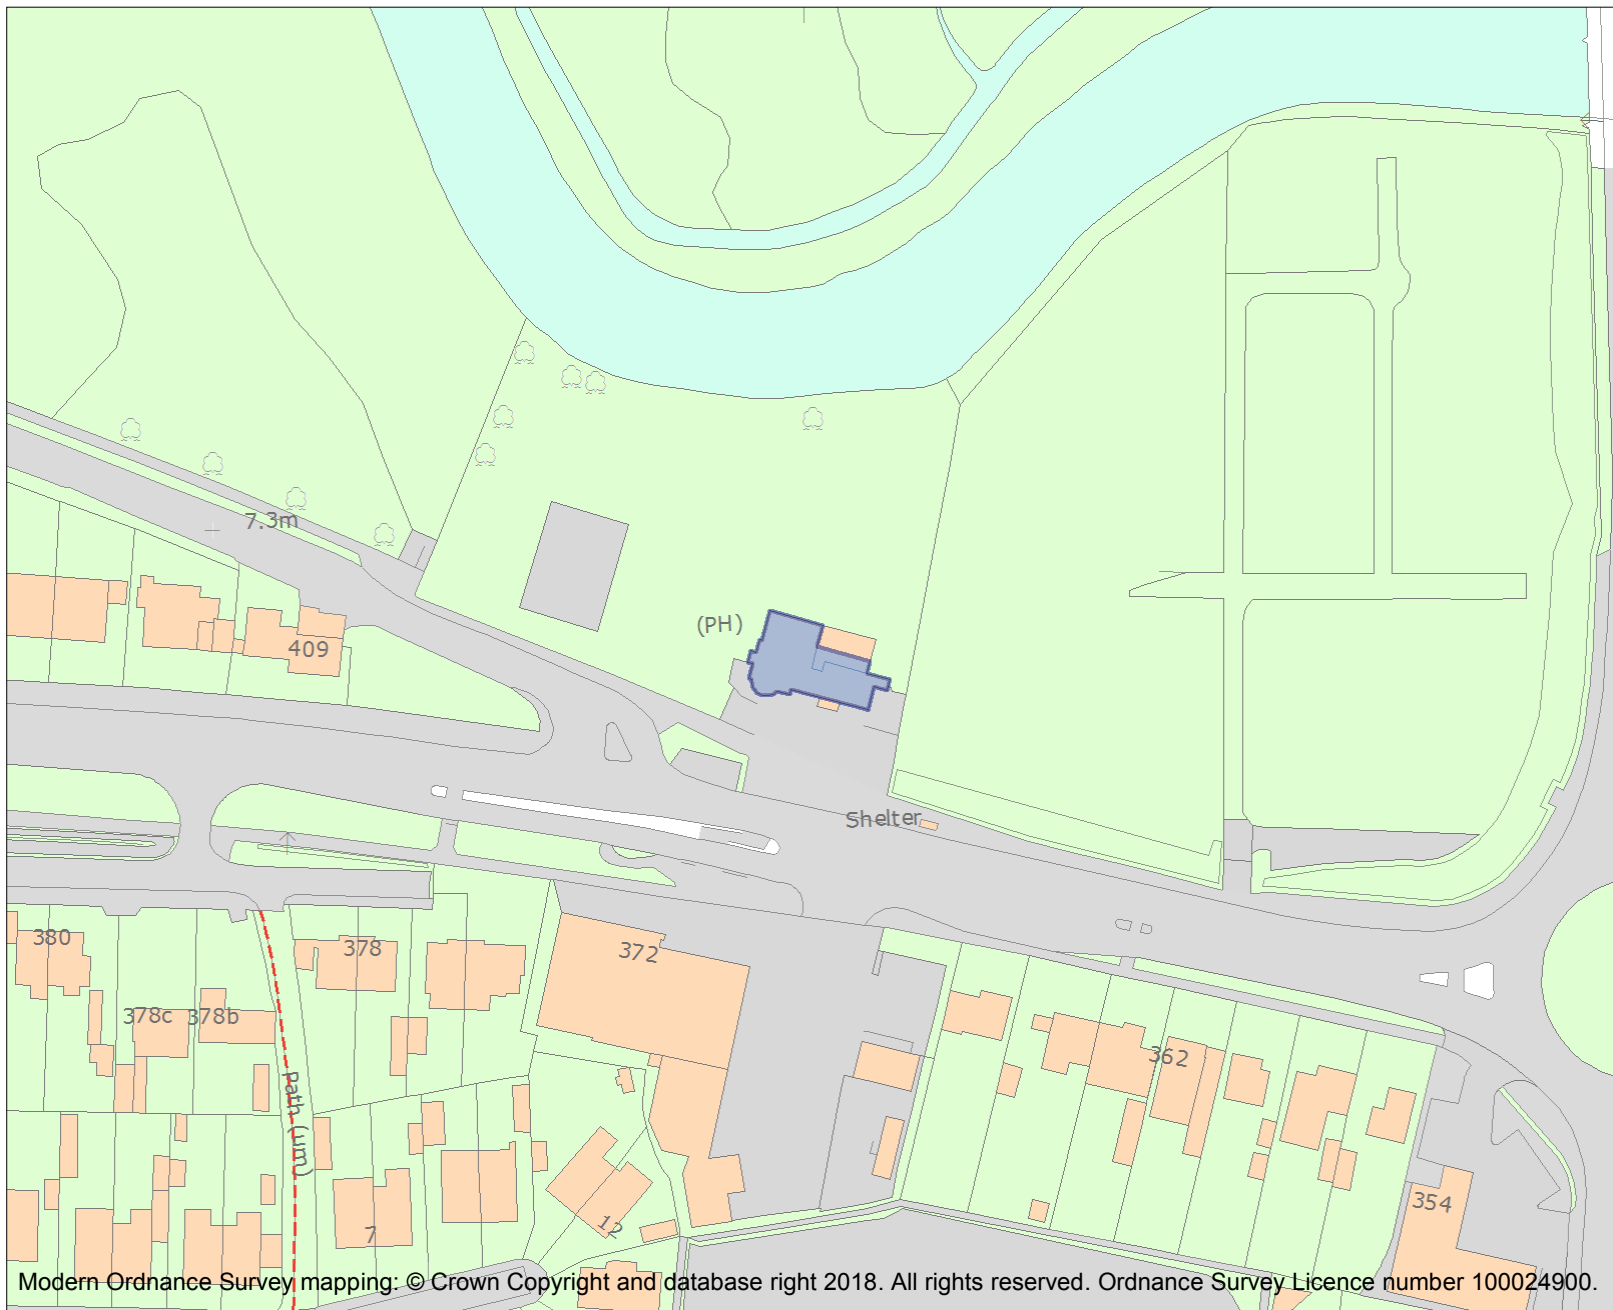 7.3m
(PH)
409
Shelter
380
378
372
378c
378b
362
Path (um)
354
7
12
Modern Ordnance Survey mapping: © Crown Copyright and database right 2018. All rights reserved. Ordnance Survey Licence number 100024900.